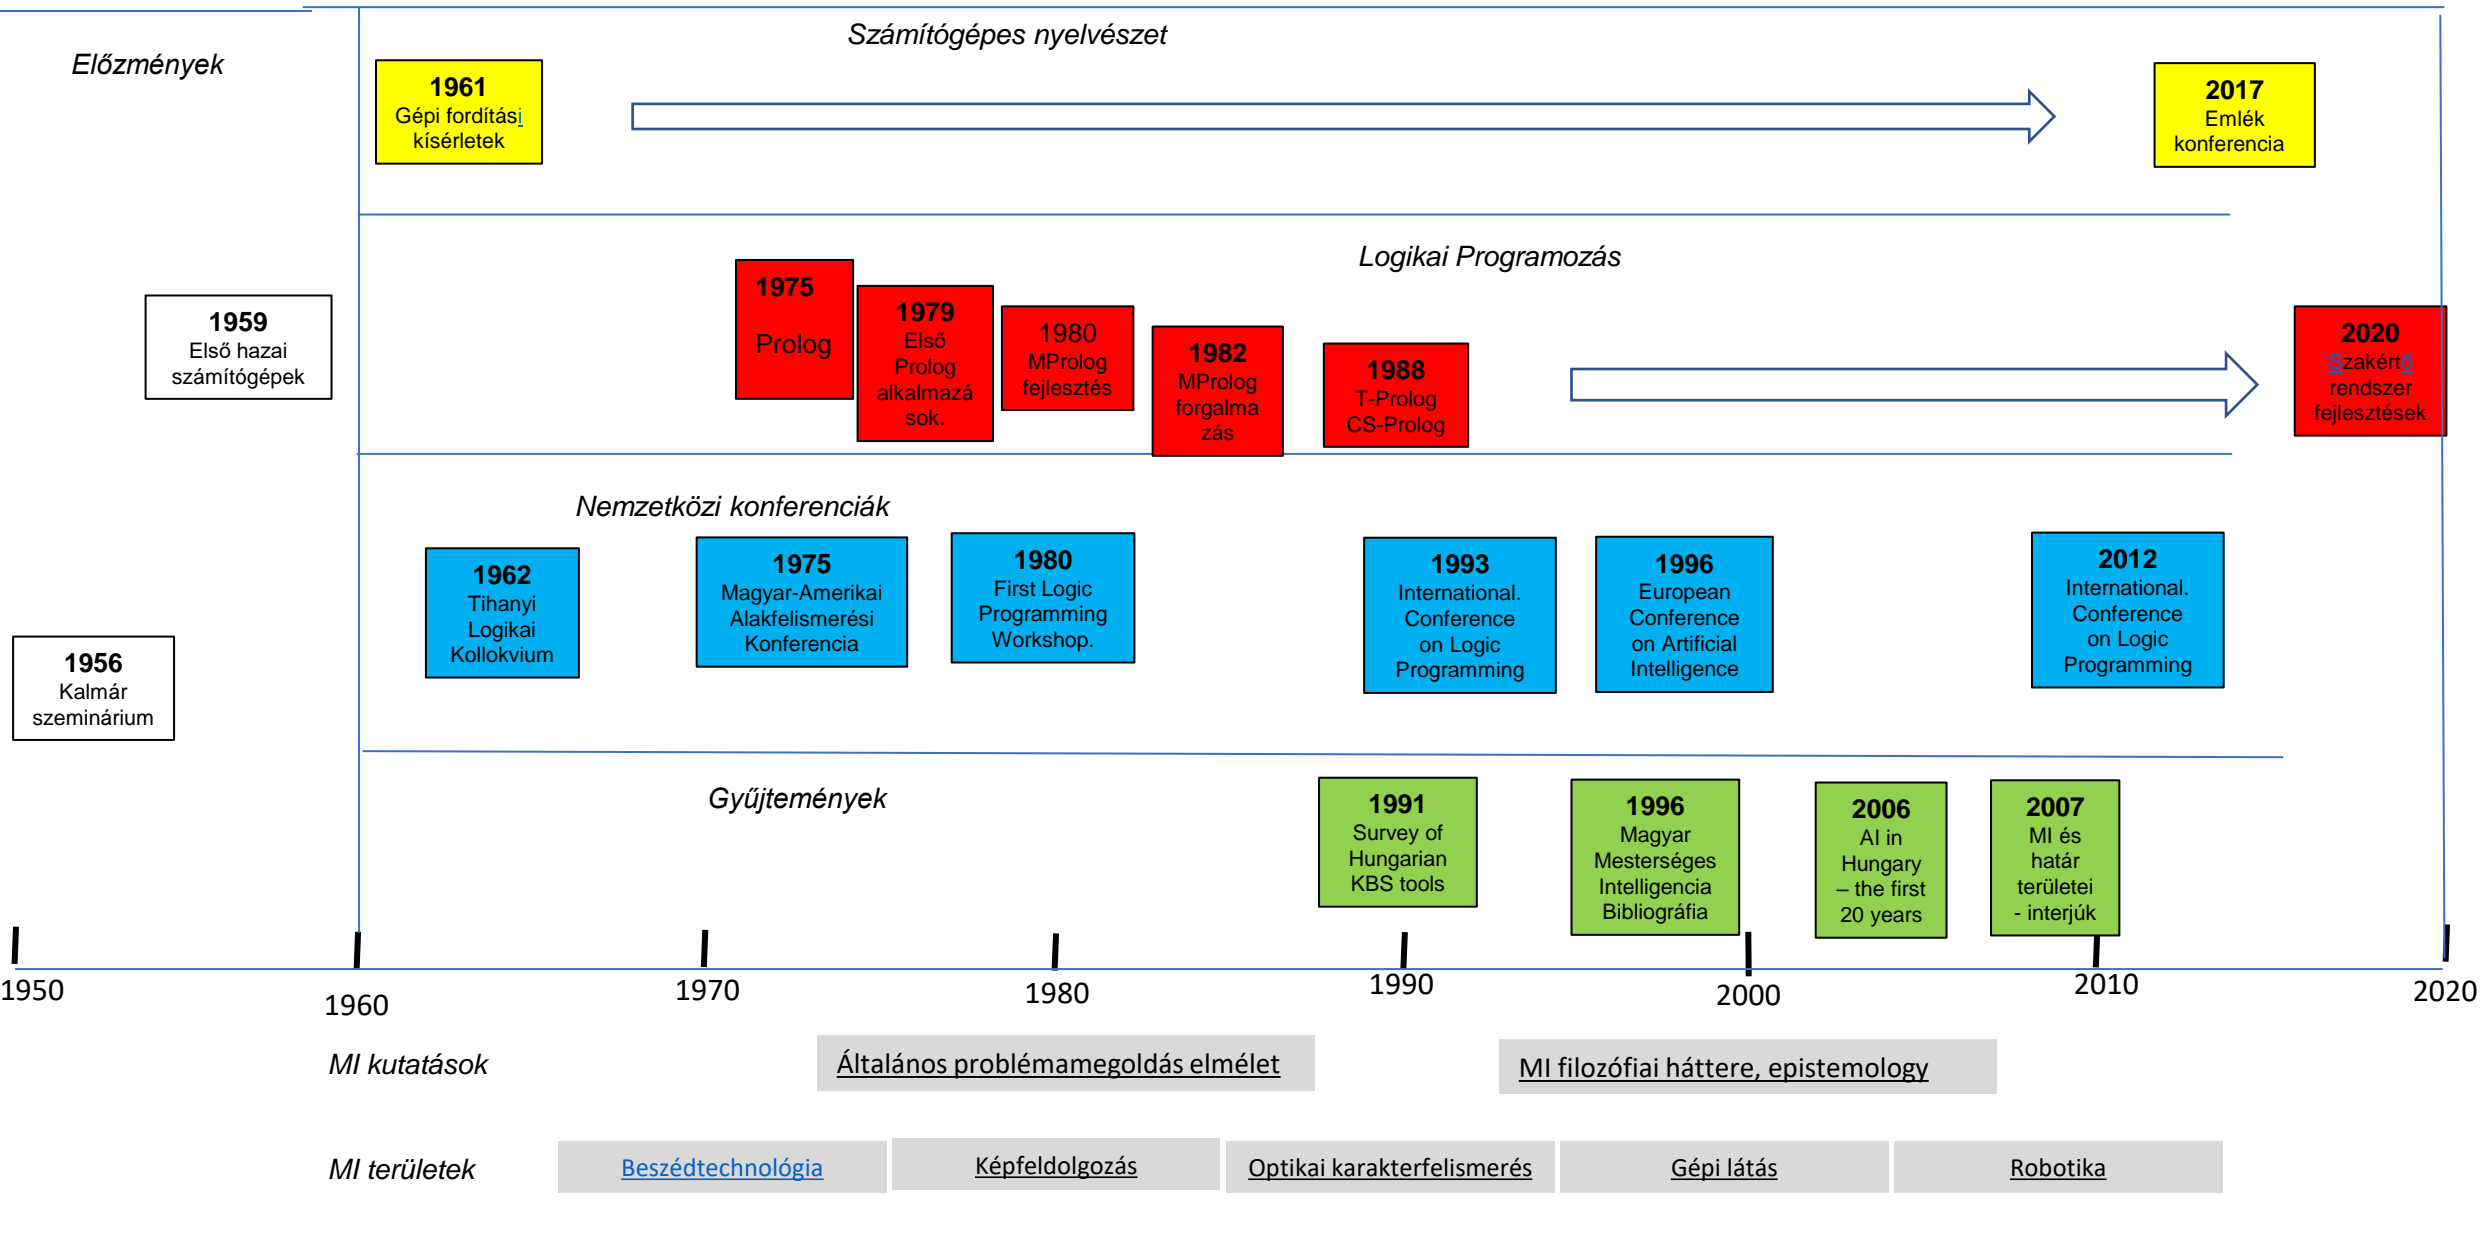 Előzmények
Számítógépes nyelvészet
1961
Gépi fordítási
kísérletek
2017
Emlék
konferencia
Logikai Programozás
1959
Első hazai
számítógépek
1975
Prolog
1979
Első
Prolog
alkalmazá
sok.
1980
MProlog
fejlesztés
1982
MProlog
forgalma
zás
1988
T-Prolog
CS-Prolog
2020
Szakértő
rendszer
fejlesztések
Nemzetközi konferenciák
1956
Kalmár
szeminárium
1962
Tihanyi
Logikai
Kollokvium
1975
Magyar-Amerikai
Alakfelismerési
Konferencia
1980
First Logic
Programming
Workshop.
1993
International.
Conference
on Logic
Programming
1996
European
Conference
on Artificial
Intelligence
2012
International.
Conference
on Logic
Programming
Gyűjtemények
1991
Survey of
Hungarian
KBS tools
1996
Magyar
Mesterséges
Intelligencia
Bibliográfia
2006
AI in
Hungary
– the first
20 years
2007
MI és
határ
területei
- interjúk
1950
1960
1970
1980
1990
2000
2010
2020
MI kutatások
Általános problémamegoldás elmélet
MI filozófiai háttere, epistemology
MI területek
Beszédtechnológia
Képfeldolgozás
Optikai karakterfelismerés
Gépi látás
Robotika